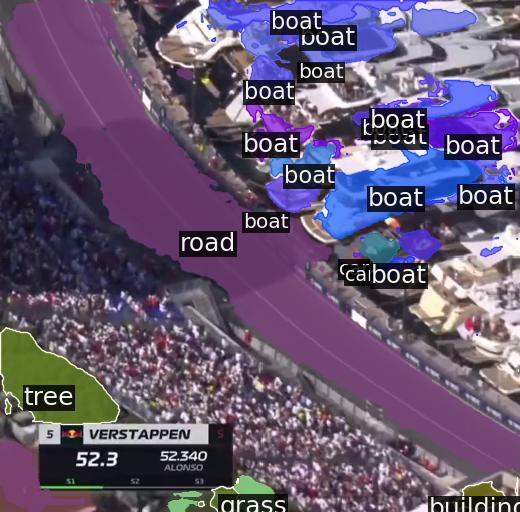 boat
boat
boat
boat
boat
boat
boat
boat
boat
boat
boat
boat
road
boat
tree
5 VERSTAPPEN 5
52.3 52.340
ALONSO
S1 S2 S3
grass
building